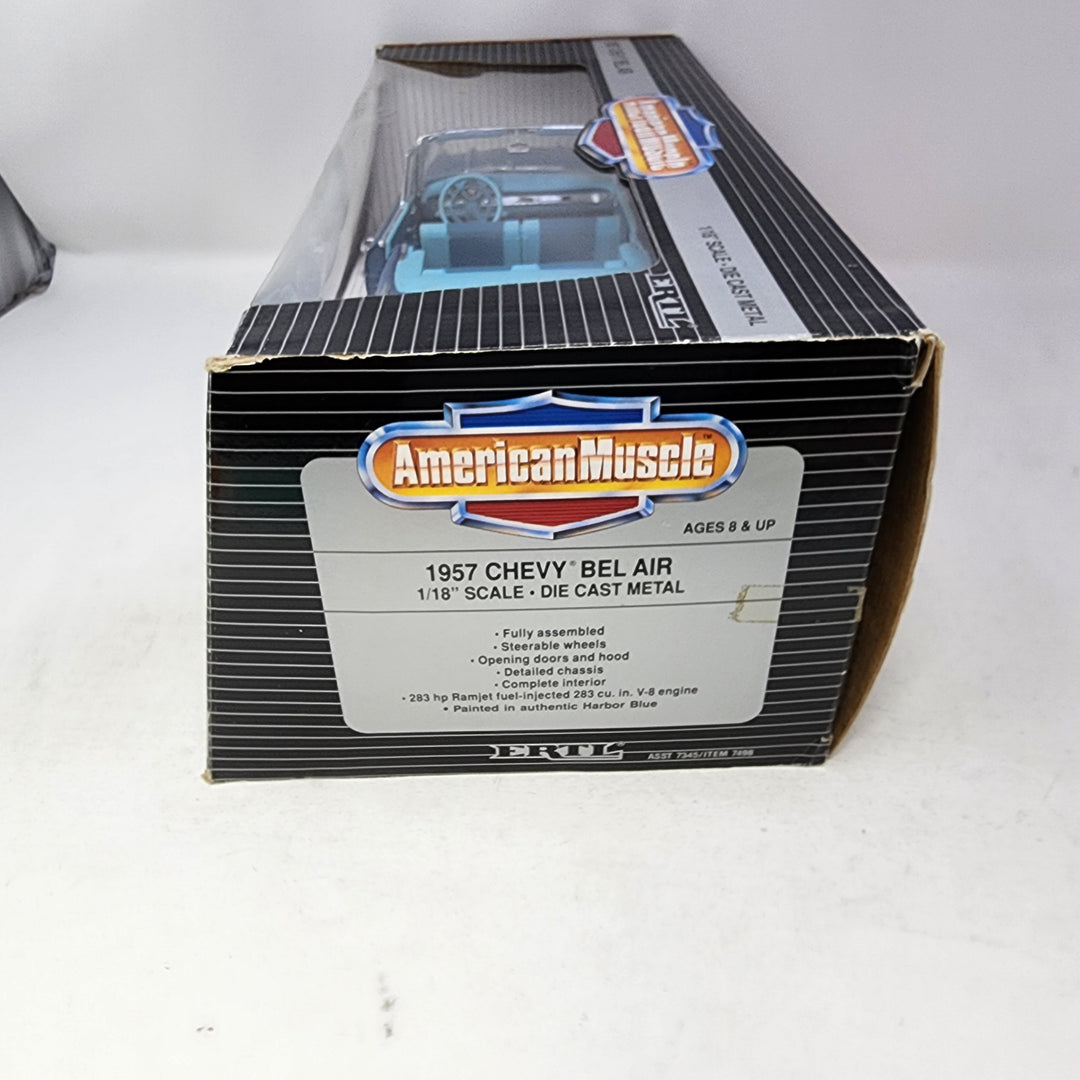 AmericanMuscle
1/18" SCALE • DIE CAST METAL
ERTL
AmericanMuscle™
AGES 8 & UP
1957 CHEVY® BEL AIR
1/18" SCALE • DIE CAST METAL
• Fully assembled
• Steerable wheels
• Opening doors and hood
• Detailed chassis
• Complete interior
• 283 hp Ramjet fuel-injected 283 cu. in. V-8 engine
• Painted in authentic Harbor Blue
ERTL®
ASST 7345/ITEM 7498